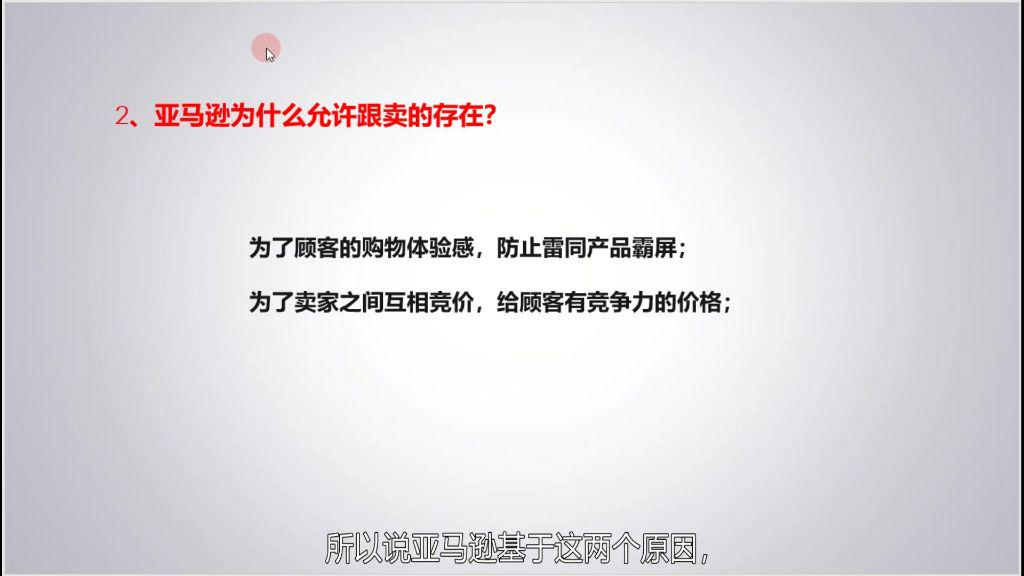 2、亚马逊为什么允许跟卖的存在？
为了顾客的购物体验感，防止雷同产品霸屏；
为了卖家之间互相竞价，给顾客有竞争力的价格；
所以说亚马逊基于这两个原因，